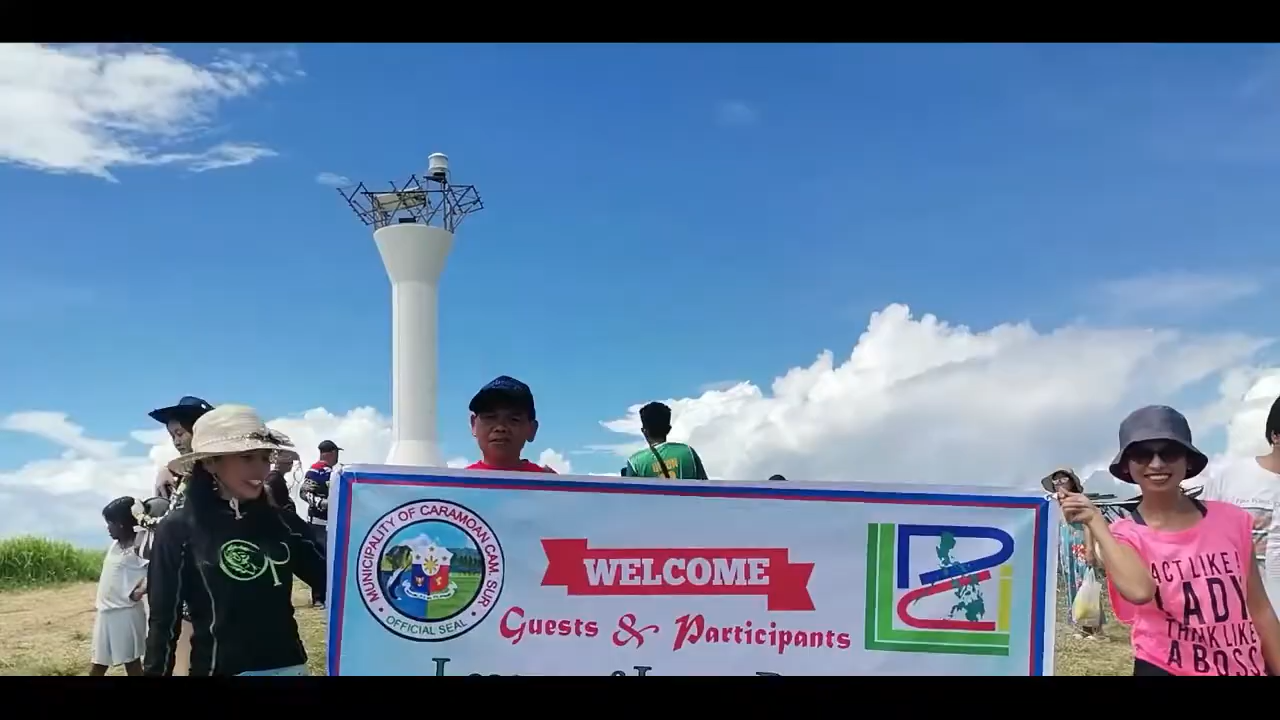 MUNICIPALITY OF CARAMOAN CAM. SUR
• OFFICIAL SEAL •
WELCOME
Guests & Participants
ACT LIKE
LADY
THINK LIKE
A BOSS